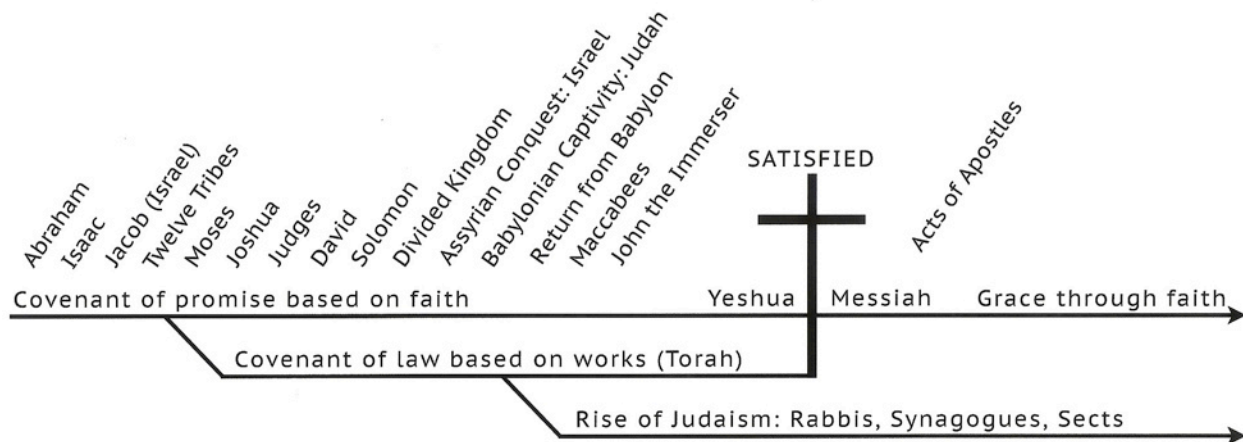 Abraham
Isaac
Jacob (Israel)
Twelve Tribes
Moses
Joshua
Judges
David
Solomon
Divided Kingdom
Assyrian Conquest: Israel
Babylonian Captivity: Judah
Return from Babylon
Maccabees
John the Immerser
SATISFIED
Acts of Apostles
Covenant of promise based on faith
Yeshua
Messiah
Grace through faith
Covenant of law based on works (Torah)
Rise of Judaism: Rabbis, Synagogues, Sects